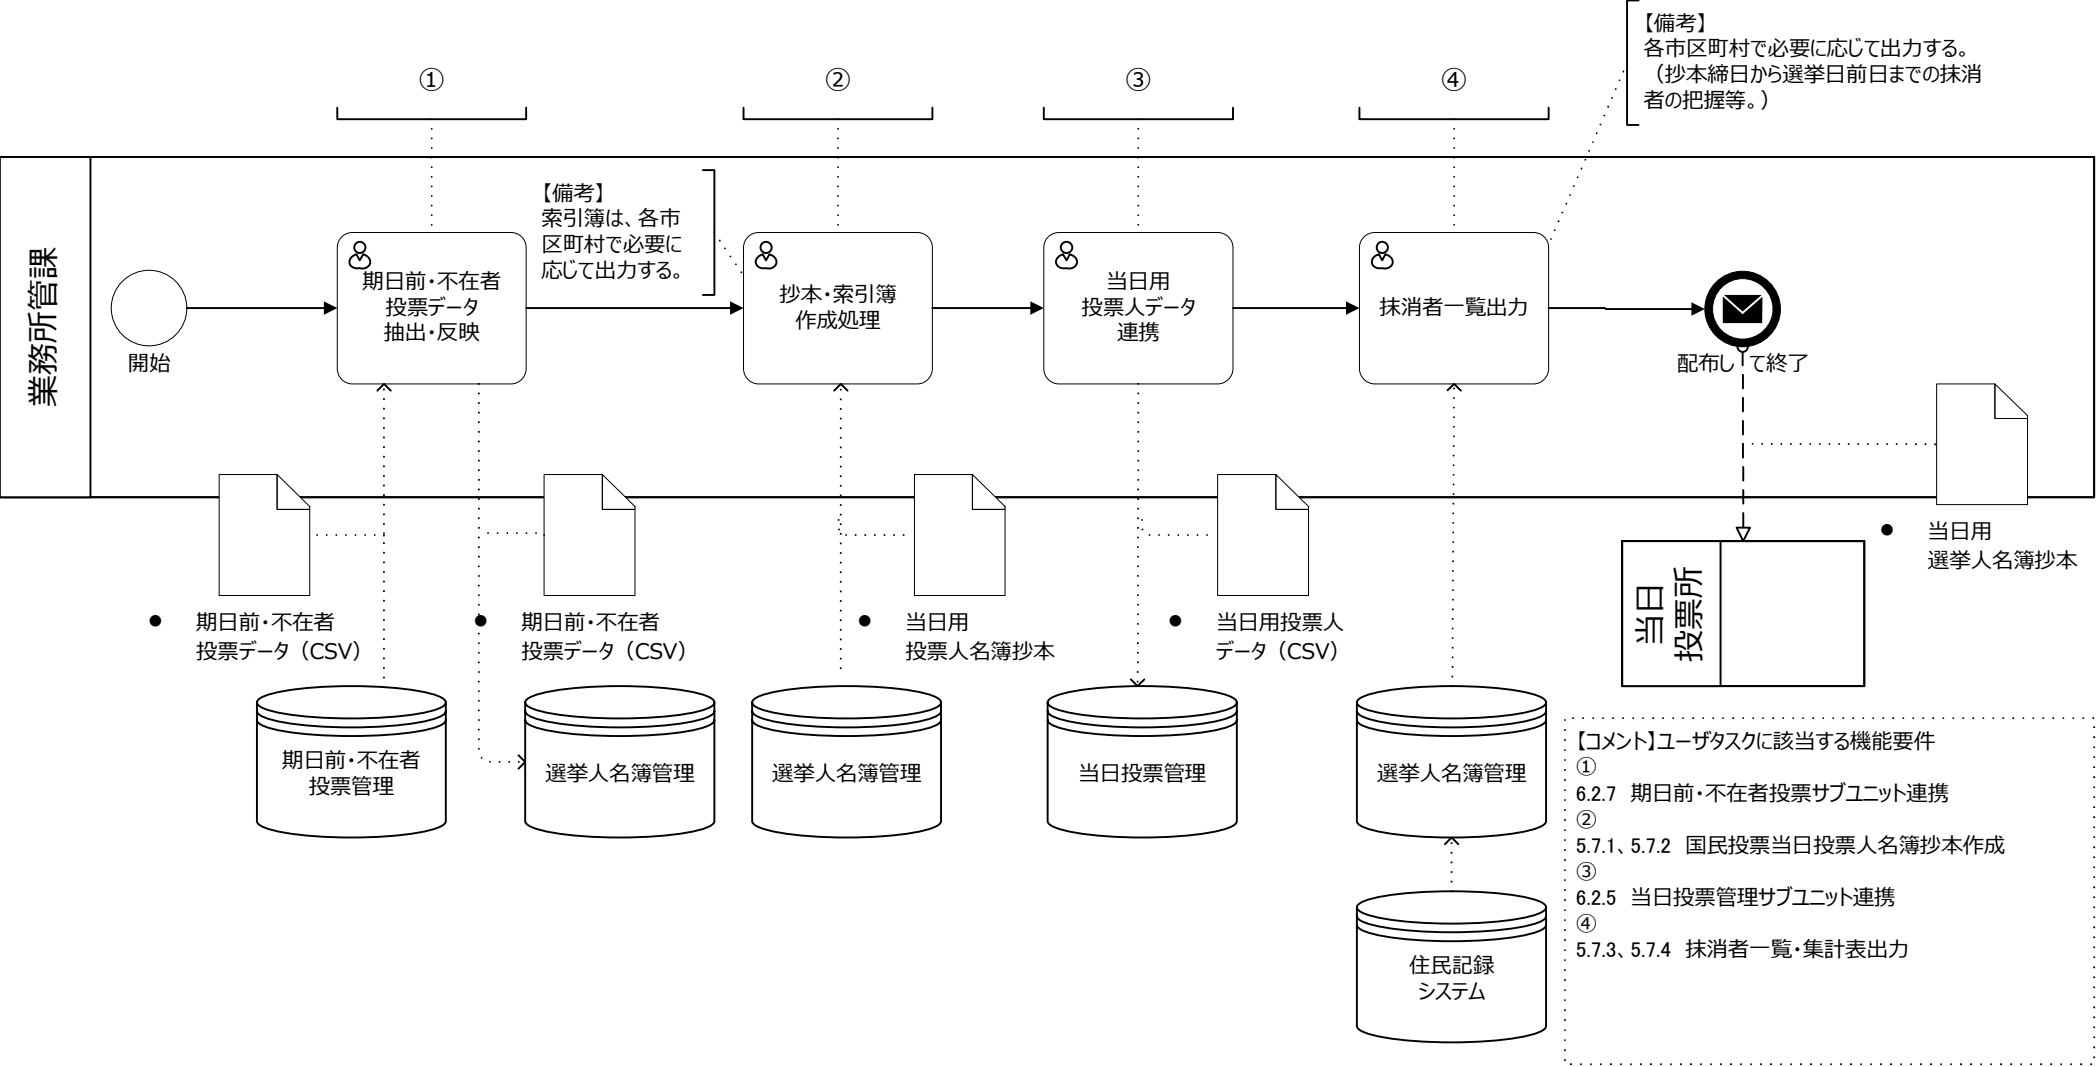 ①
②
③
④
【備考】
各市区町村で必要に応じて出力する。
（抄本締日から選挙日前日までの抹消
者の把握等。）
業務所管課
開始
期日前・不在者
投票データ
抽出・反映
【備考】
索引簿は、各市
区町村で必要に
応じて出力する。
抄本・索引簿
作成処理
当日用
投票人データ
連携
抹消者一覧出力
配布して終了
● 期日前・不在者
投票データ（CSV）
● 期日前・不在者
投票データ（CSV）
● 当日用
投票人名簿抄本
● 当日用投票人
データ（CSV）
● 当日用
選挙人名簿抄本
当日
投票所
期日前・不在者
投票管理
選挙人名簿管理
選挙人名簿管理
当日投票管理
選挙人名簿管理
住民記録
システム
【コメント】ユーザタスクに該当する機能要件
①
6.2.7 期日前・不在者投票サブユニット連携
②
5.7.1、5.7.2 国民投票当日投票人名簿抄本作成
③
6.2.5 当日投票管理サブユニット連携
④
5.7.3、5.7.4 抹消者一覧・集計表出力